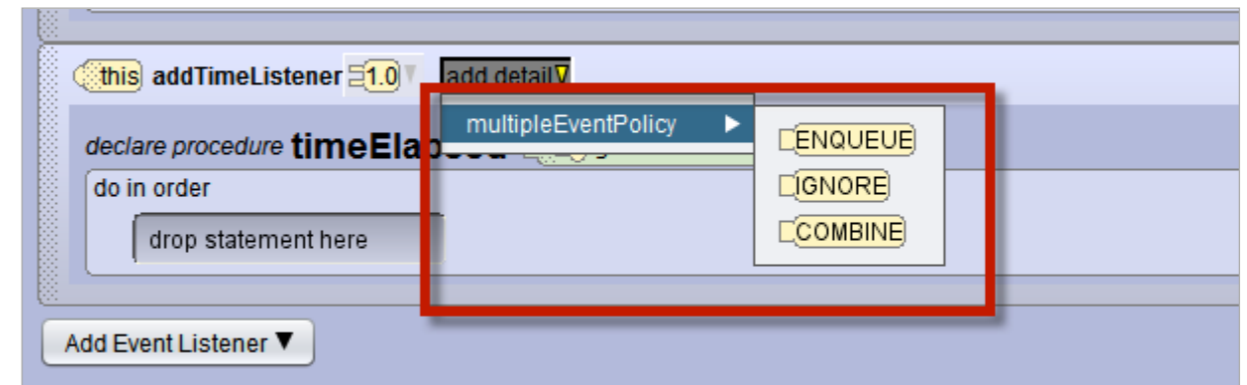 this addTimeListener 1.0 add detail
multipleEventPolicy
ENQUEUE
IGNORE
COMBINE
declare procedure
do in order
drop statement here
Add Event Listener